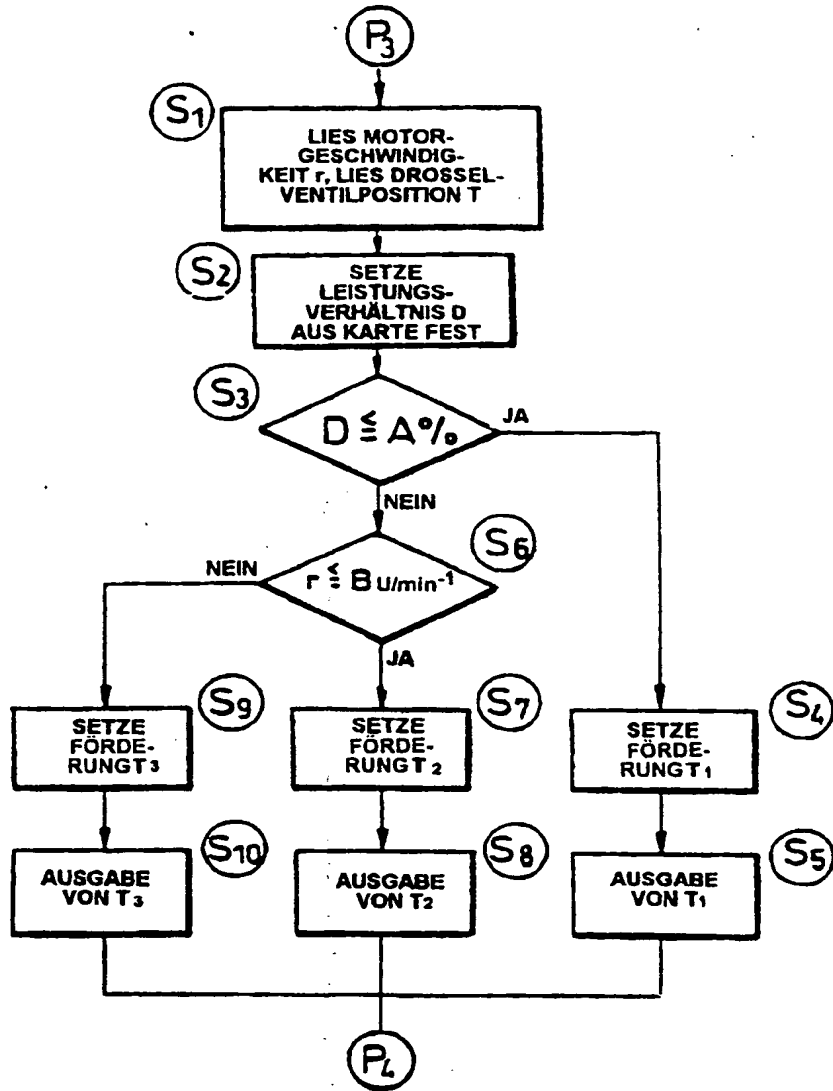 P3
S1
LIES MOTOR-
GESCHWINDIG-
KEIT r, LIES DROSSEL-
VENTILPOSITION T
S2
SETZE
LEISTUNGS-
VERHÄLTNIS D
AUS KARTE FEST
S3
D ≦ A%
JA
NEIN
S6
r ≦ B U/min-1
NEIN
JA
S9
SETZE
FÖRDE-
RUNG T3
S7
SETZE
FÖRDE-
RUNG T2
S4
SETZE
FÖRDE-
RUNG T1
S10
AUSGABE
VON T3
S8
AUSGABE
VON T2
S5
AUSGABE
VON T1
P4